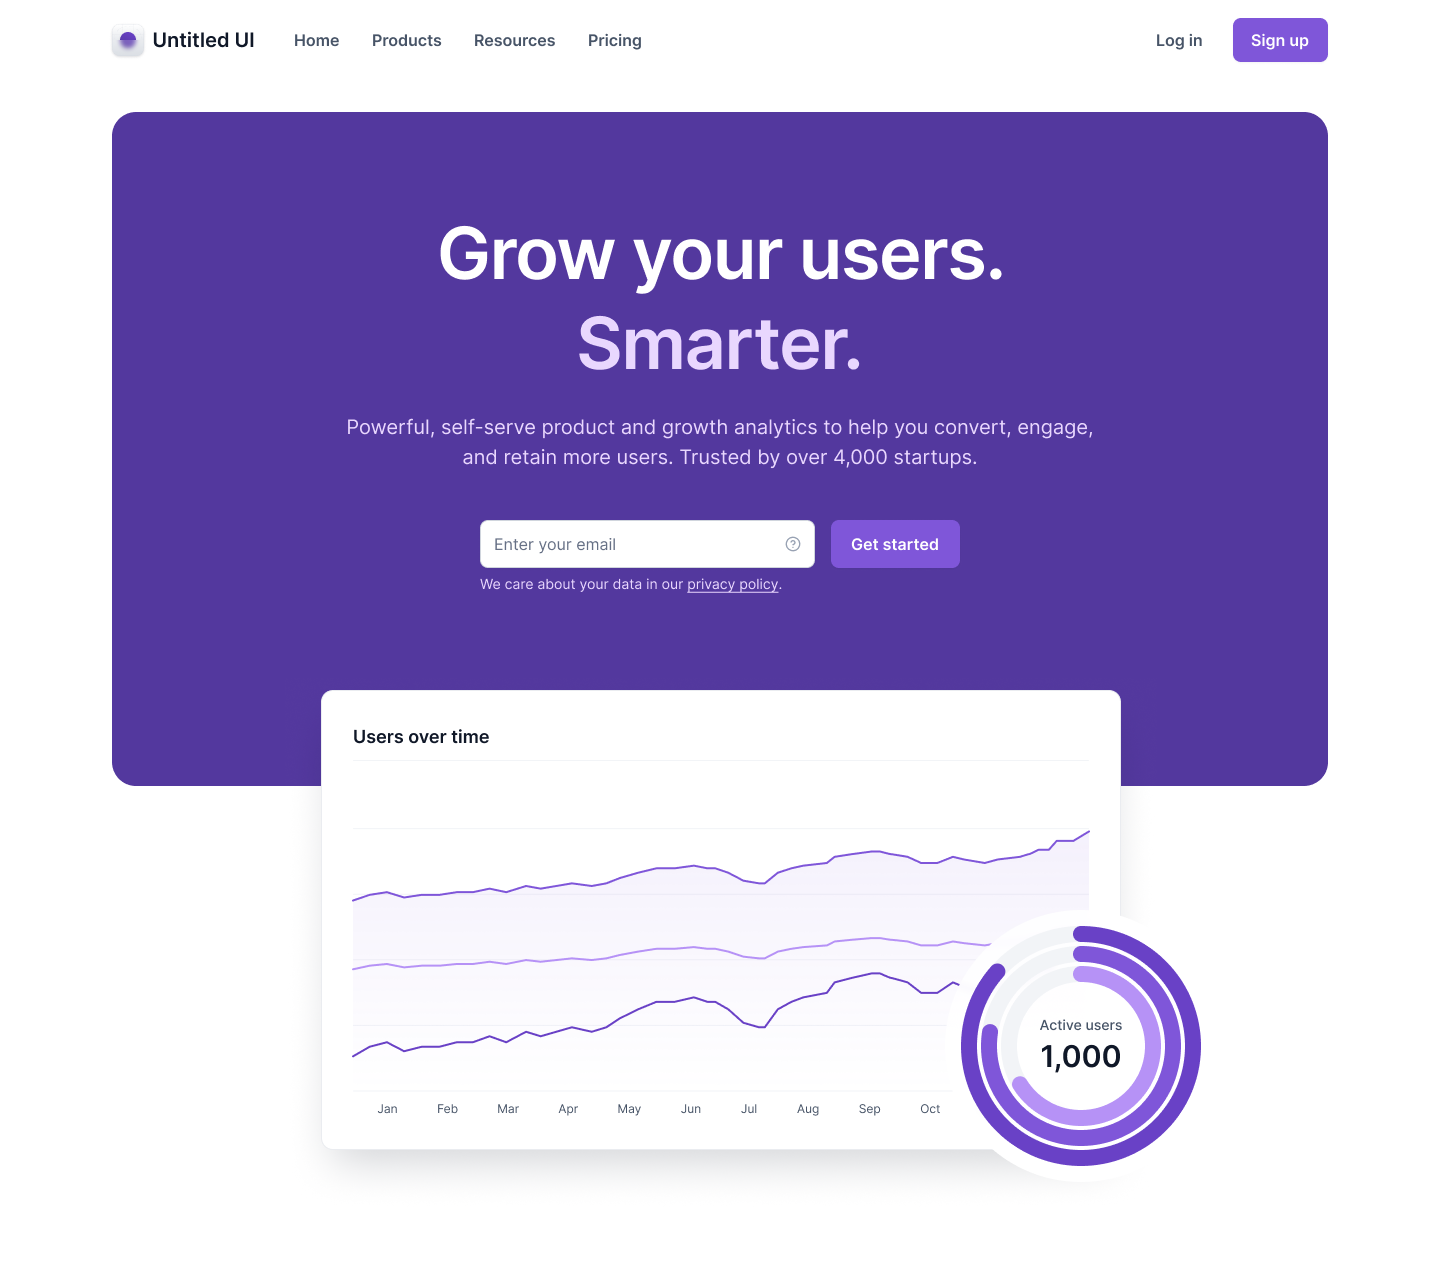 Untitled UI
Home
Products
Resources
Pricing
Log in
Sign up
Grow your users.
Smarter.
Powerful, self-serve product and growth analytics to help you convert, engage,
and retain more users. Trusted by over 4,000 startups.
Enter your email
Get started
We care about your data in our privacy policy.
Users over time
Active users
1,000
Jan Feb Mar Apr May Jun Jul Aug Sep Oct